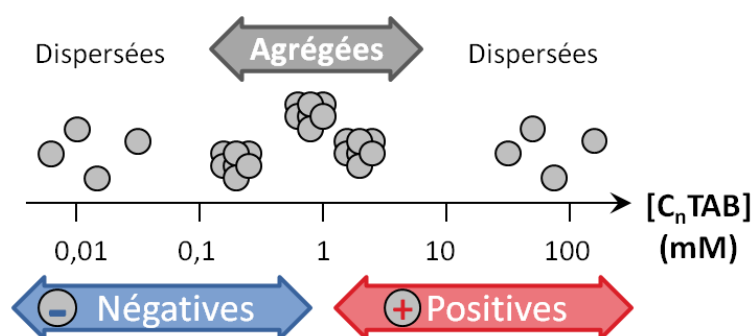 Dispersées
Agrégées
Dispersées
[CnTAB]
(mM)
0,01
0,1
1
10
100
- Négatives
+ Positives